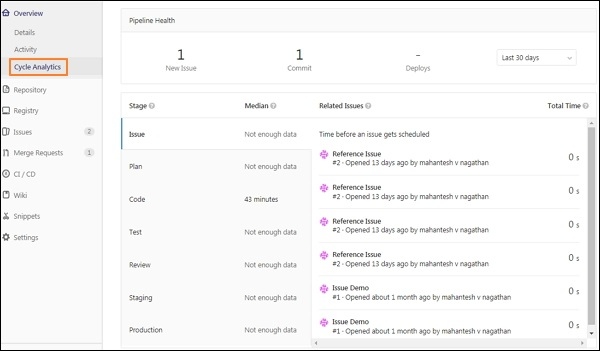 Overview
Details
Activity
Cycle Analytics
Repository
Registry
Issues 2
Merge Requests 1
CI / CD
Wiki
Snippets
Settings
Pipeline Health
1
New Issue
1
Commit
-
Deploys
Last 30 days
Stage ? Median ? Related Issues ? Total Time ?
Issue Not enough data
Plan Not enough data
Code 43 minutes
Test Not enough data
Review Not enough data
Staging Not enough data
Production Not enough data
Time before an issue gets scheduled
Reference Issue 0 s
#2 · Opened 13 days ago by mahantesh v nagathan
Reference Issue 0 s
#2 · Opened 13 days ago by mahantesh v nagathan
Reference Issue 0 s
#2 · Opened 13 days ago by mahantesh v nagathan
Reference Issue 0 s
#2 · Opened 13 days ago by mahantesh v nagathan
Issue Demo 0 s
#1 · Opened about 1 month ago by mahantesh v nagathan
Issue Demo 0 s
#1 · Opened about 1 month ago by mahantesh v nagathan